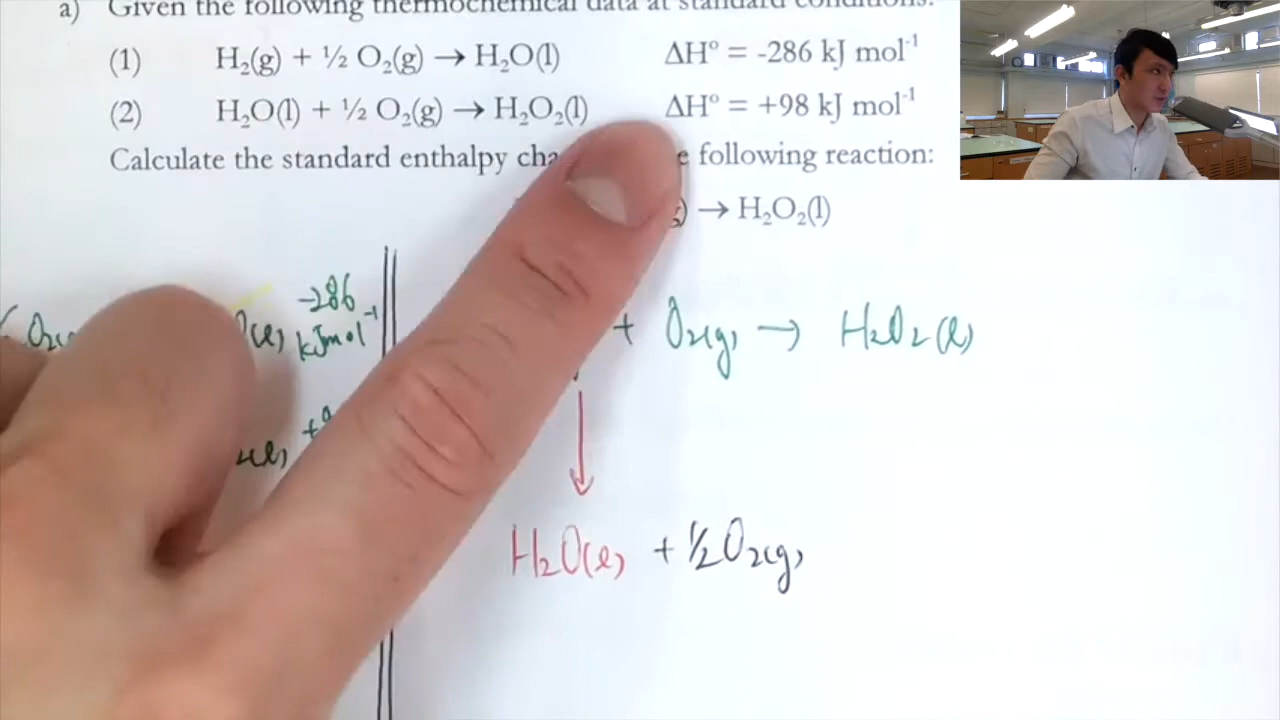 a) Given the following thermochemical data at standard conditions:
(1) H₂(g) + ½ O₂(g) → H₂O(l) ΔH° = -286 kJ mol⁻¹
(2) H₂O(l) + ½ O₂(g) → H₂O₂(l) ΔH° = +98 kJ mol⁻¹
Calculate the standard enthalpy following reaction:
→ H₂O₂(l)
-286
kJmol⁻¹
+ O₂(g) → H₂O₂(l)
H₂O(l) + ½O₂(g)